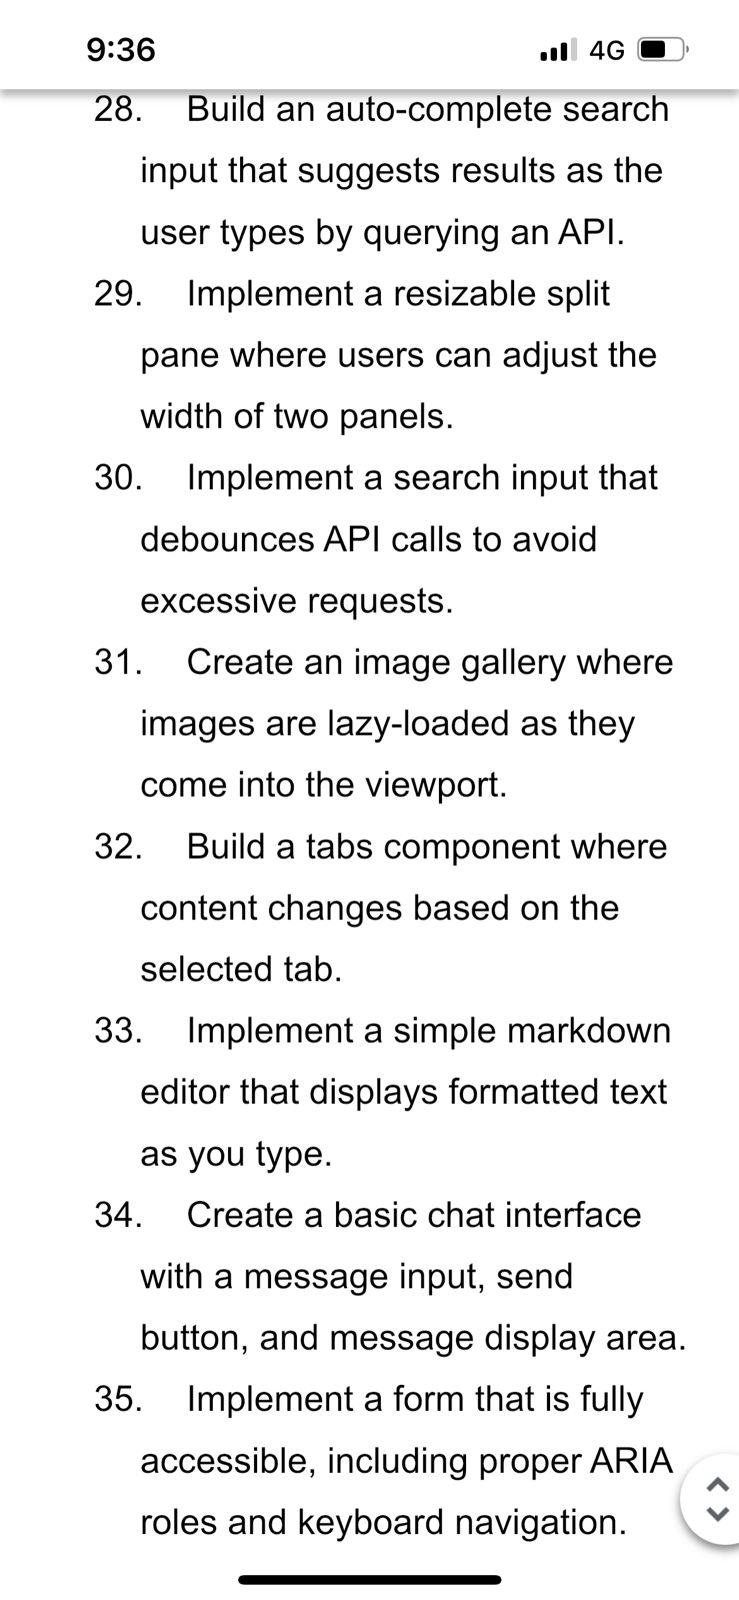 9:36
4G
28. Build an auto-complete search
input that suggests results as the
user types by querying an API.
29. Implement a resizable split
pane where users can adjust the
width of two panels.
30. Implement a search input that
debounces API calls to avoid
excessive requests.
31. Create an image gallery where
images are lazy-loaded as they
come into the viewport.
32. Build a tabs component where
content changes based on the
selected tab.
33. Implement a simple markdown
editor that displays formatted text
as you type.
34. Create a basic chat interface
with a message input, send
button, and message display area.
35. Implement a form that is fully
accessible, including proper ARIA
roles and keyboard navigation.